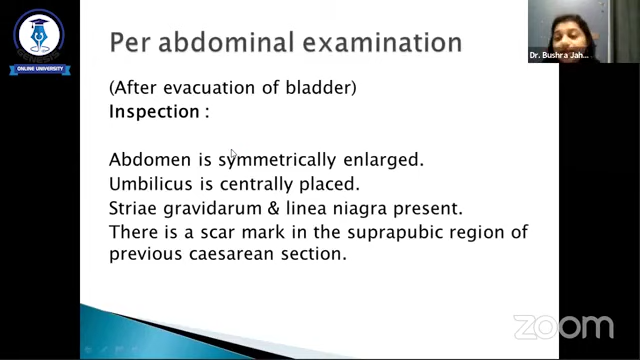 Per abdominal examination
Dr. Bushra Jah...
(After evacuation of bladder)
Inspection :
Abdomen is symmetrically enlarged.
Umbilicus is centrally placed.
Striae gravidarum & linea niagra present.
There is a scar mark in the suprapubic region of
previous caesarean section.
ONLINE UNIVERSITY
zoom